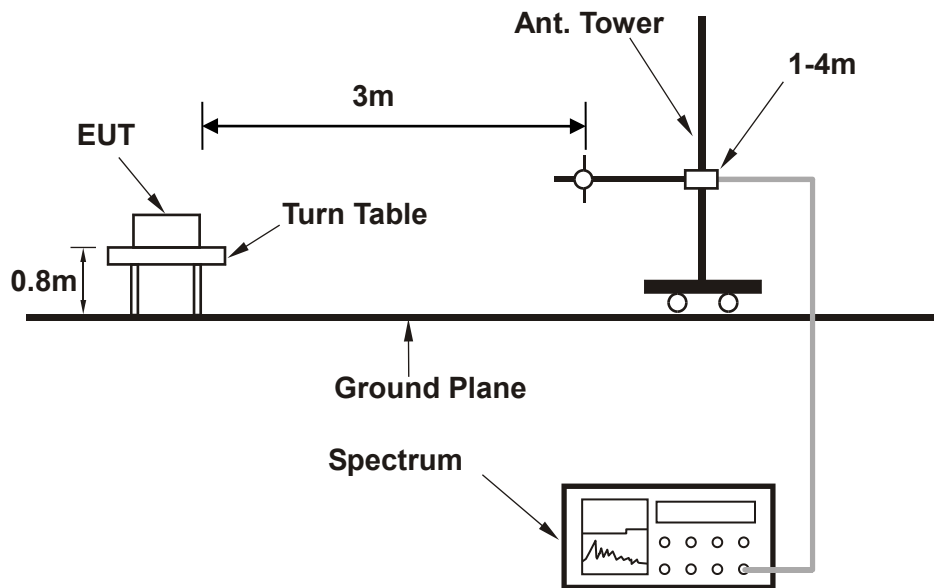 Ant. Tower
1-4m
3m
EUT
Turn Table
0.8m
Ground Plane
Spectrum